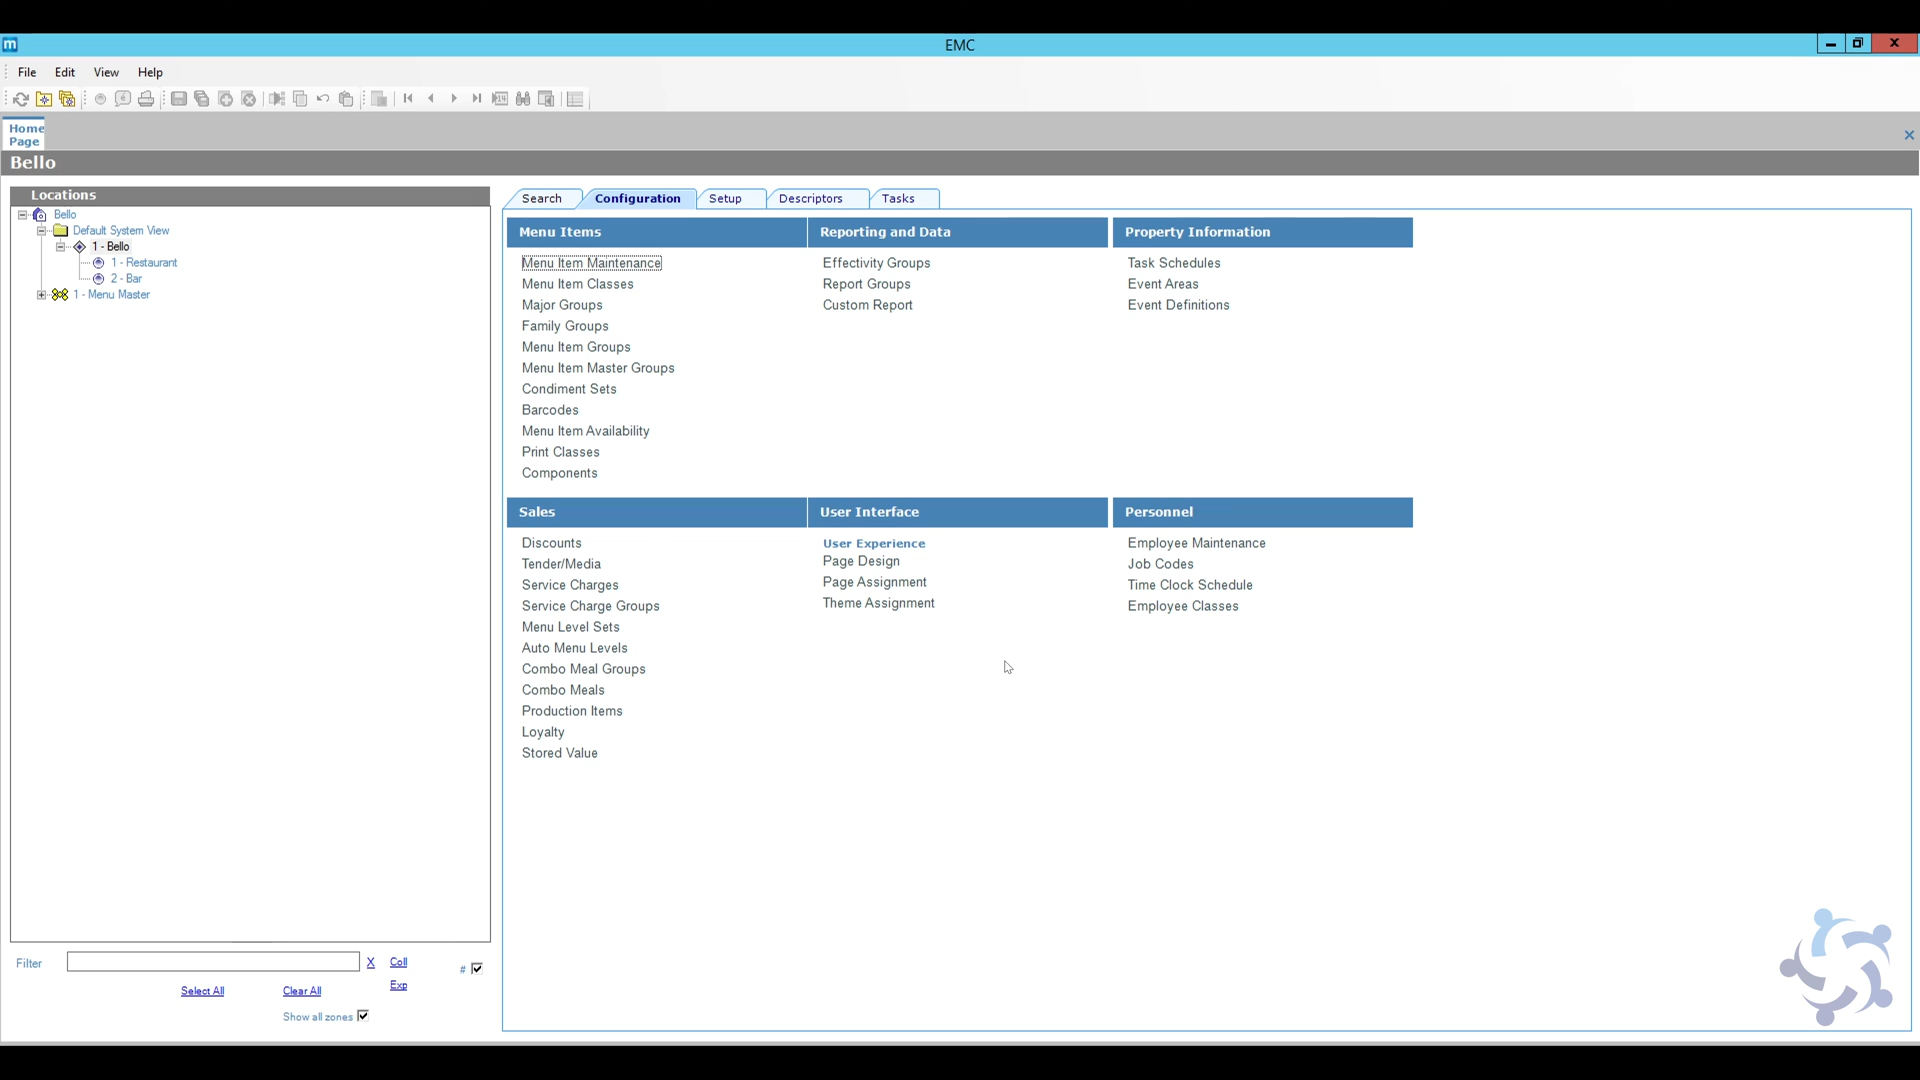 EMC
File Edit View Help
Home
Page
Bello
Locations
Bello
Default System View
1 - Bello
1 - Restaurant
2 - Bar
1 - Menu Master
Filter
X
Coll
Exp
#
Select All
Clear All
Show all zones
Search Configuration Setup Descriptors Tasks
Menu Items
Menu Item Maintenance
Menu Item Classes
Major Groups
Family Groups
Menu Item Groups
Menu Item Master Groups
Condiment Sets
Barcodes
Menu Item Availability
Print Classes
Components
Reporting and Data
Effectivity Groups
Report Groups
Custom Report
Property Information
Task Schedules
Event Areas
Event Definitions
Sales
Discounts
Tender/Media
Service Charges
Service Charge Groups
Menu Level Sets
Auto Menu Levels
Combo Meal Groups
Combo Meals
Production Items
Loyalty
Stored Value
User Interface
User Experience
Page Design
Page Assignment
Theme Assignment
Personnel
Employee Maintenance
Job Codes
Time Clock Schedule
Employee Classes